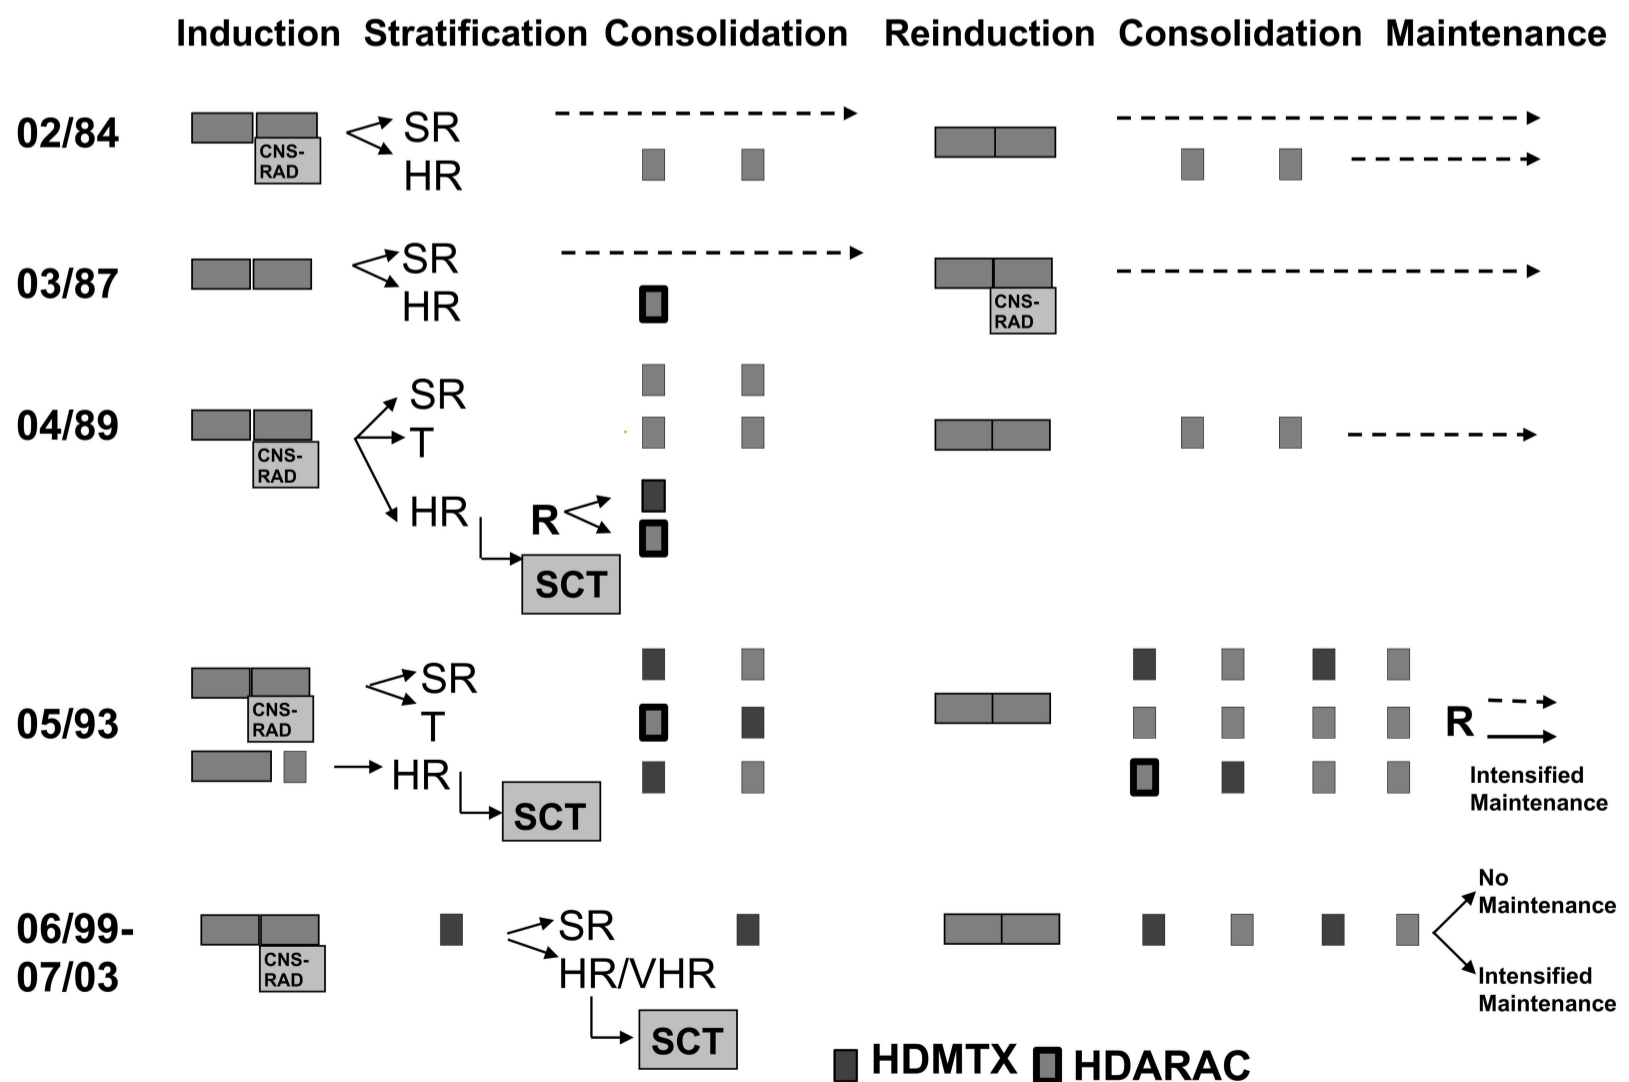 Induction Stratification Consolidation Reinduction Consolidation Maintenance
02/84
CNS-
RAD
SR
HR
03/87
SR
HR
CNS-
RAD
04/89
CNS-
RAD
SR
T
HR
R
SCT
05/93
CNS-
RAD
SR
T
HR
SCT
R
Intensified
Maintenance
06/99-
07/03
CNS-
RAD
SR
HR/VHR
SCT
No
Maintenance
Intensified
Maintenance
HDMTX HDARAC